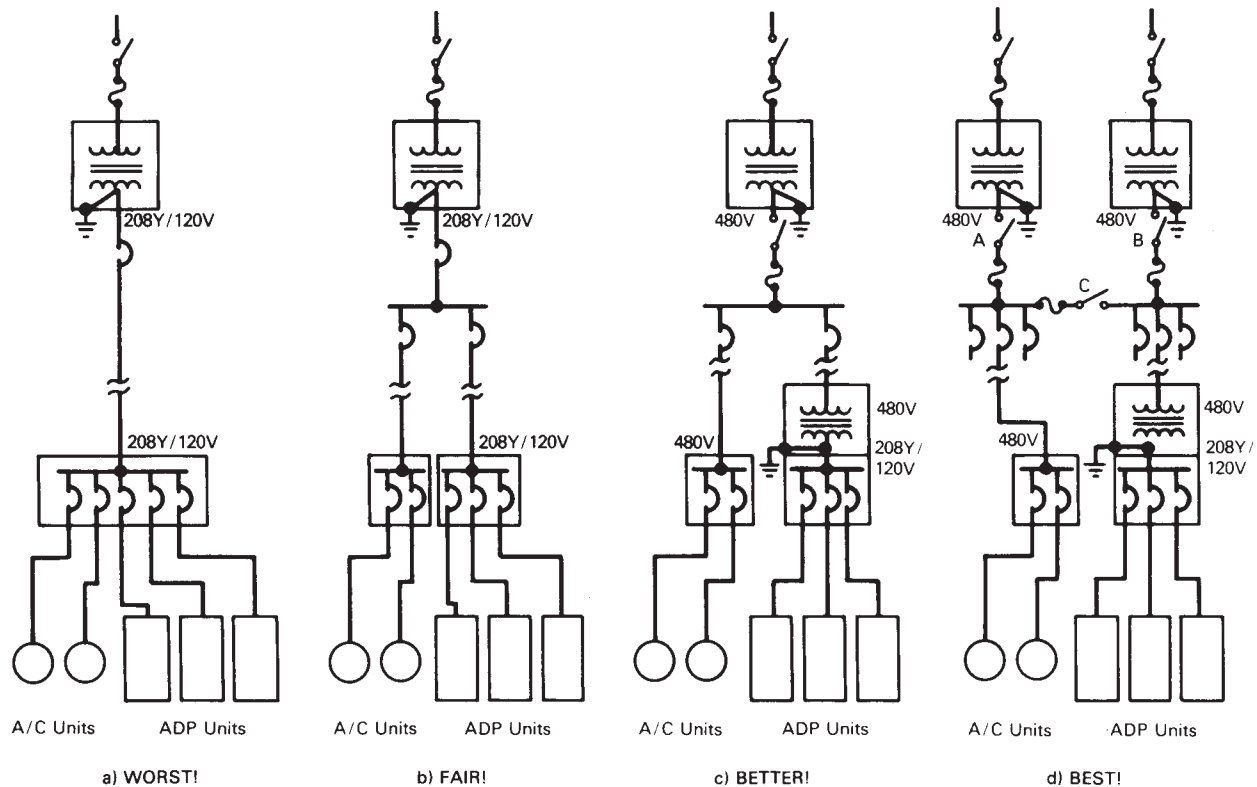 208Y/120V
208Y/120V
A/C Units
ADP Units
a) WORST!
208Y/120V
208Y/120V
A/C Units
ADP Units
b) FAIR!
480V
480V
480V
208Y/
120V
A/C Units
ADP Units
c) BETTER!
480V
480V
A
B
C
480V
480V
208Y/
120V
A/C Units
ADP Units
d) BEST!